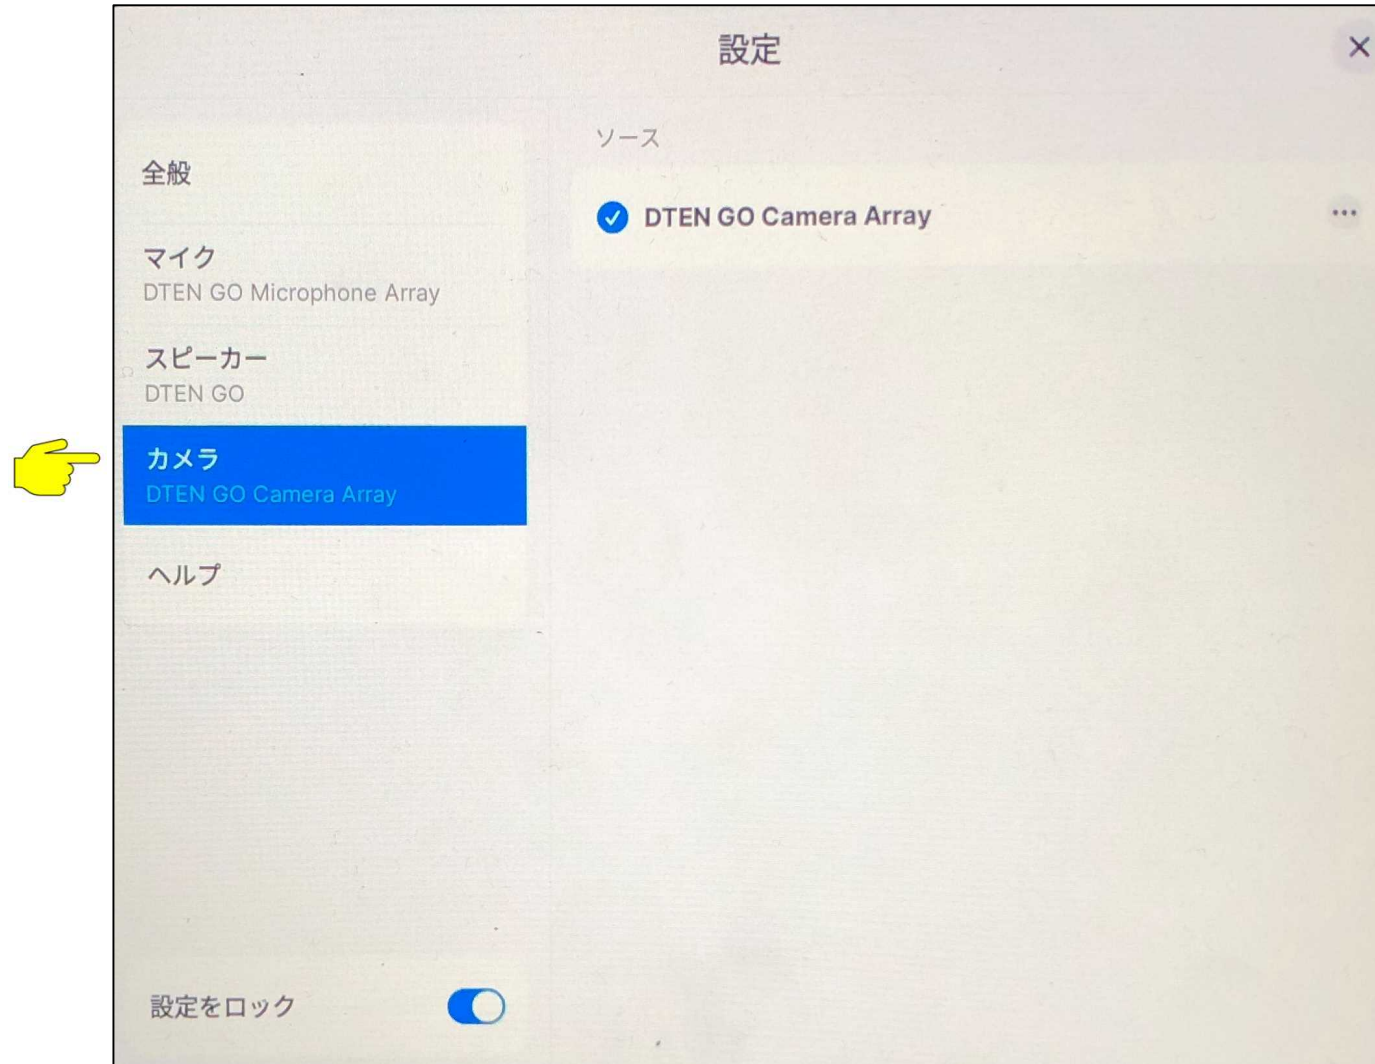 設定
全般
マイク
DTEN GO Microphone Array
スピーカー
DTEN GO
カメラ
DTEN GO Camera Array
ヘルプ
設定をロック
ソース
DTEN GO Camera Array